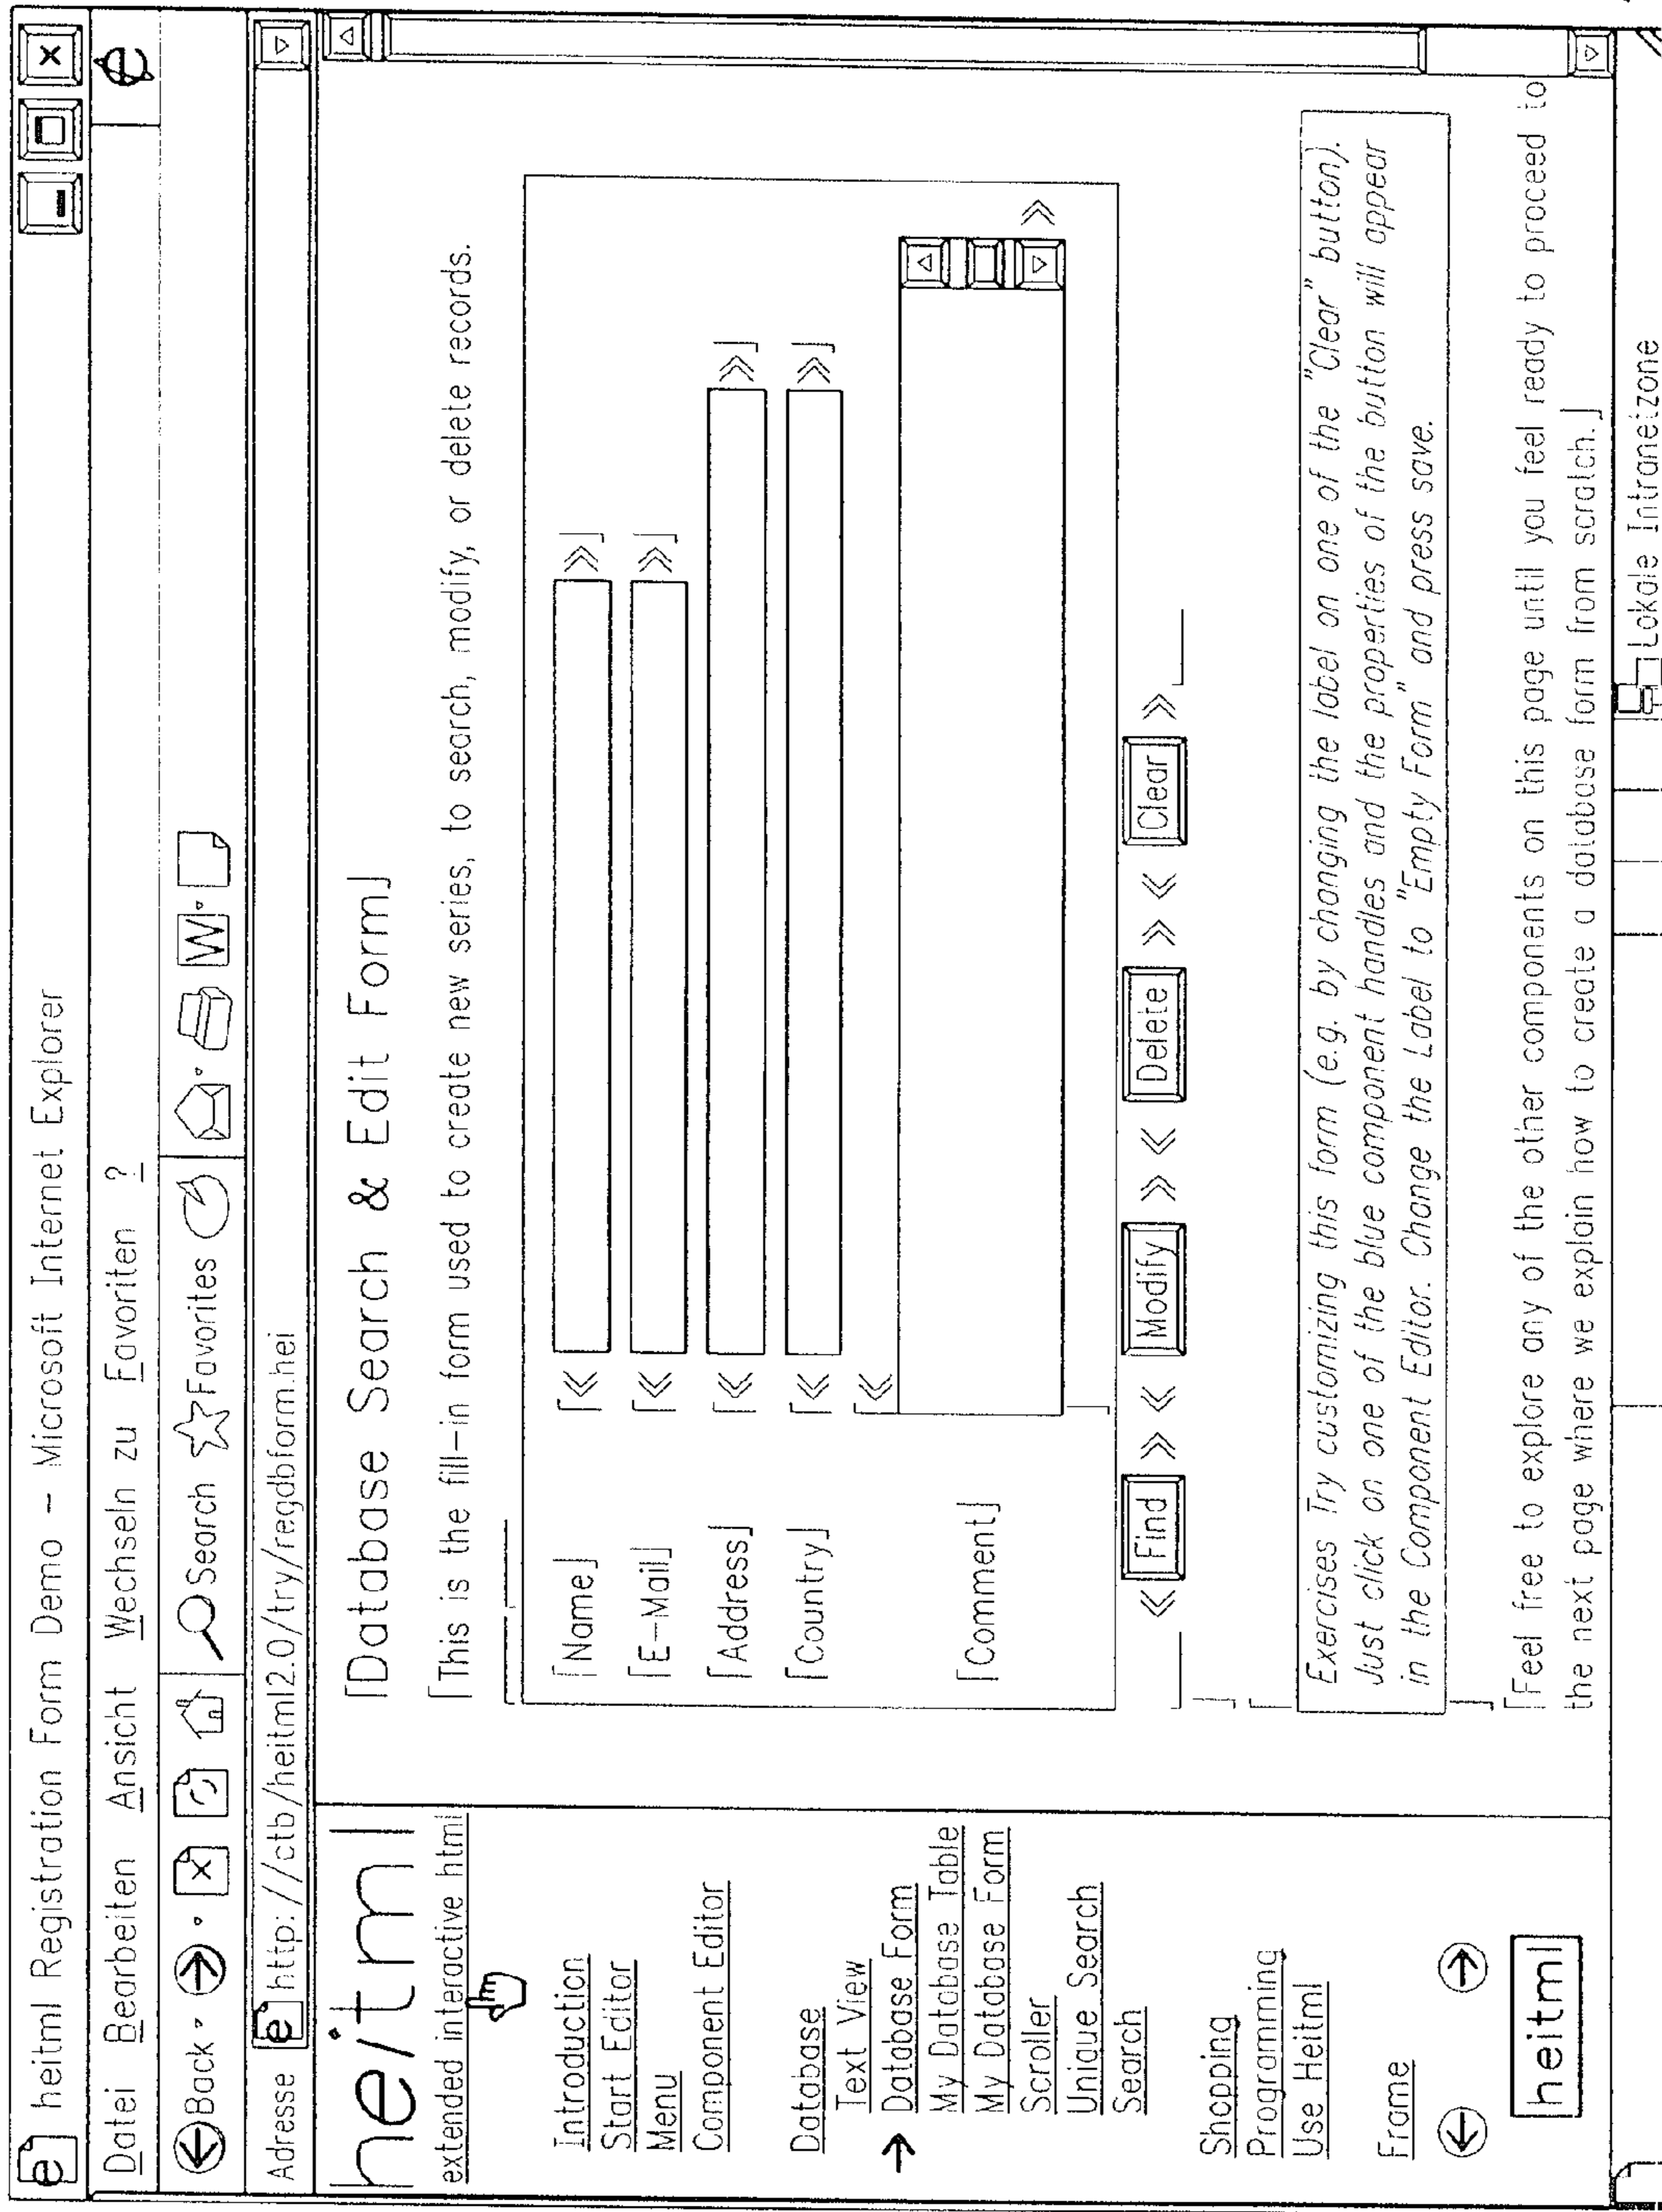 heitml Registration Form Demo - Microsoft Internet Explorer
Datei Bearbeiten Ansicht Wechseln zu Favoriten ?
Back Search Favorites W
Adresse http://ctb/heitml2.0/try/regdbform.hei
heitml
extended interactive html
Introduction
Start Editor
Menu
Component Editor
Database
Text View
→ Database Form
My Database Table
My Database Form
Scroller
Unique Search
Search
Shopping
Programming
Use Heitml
Frame
heitml
⌈Database Search & Edit Form⌋
⌈This is the fill-in form used to create new series, to search, modify, or delete records.
⌈Name⌋ ⌈≪ ≫⌋
⌈E-Mail⌋ ⌈≪ ≫⌋
⌈Address⌋ ⌈≪ ≫⌋
⌈Country⌋ ⌈≪ ≫⌋
⌈Comment⌋ ⌈≪ ≫
≪ Find ≫ ≪ Modify ≫ ≪ Delete ≫ ≪ Clear ≫
Exercises Try customizing this form (e.g. by changing the label on one of the "Clear" button).
Just click on one of the blue component handles and the properties of the button will appear
in the Component Editor. Change the Label to "Empty Form" and press save.
⌈Feel free to explore any of the other components on this page until you feel ready to proceed to
the next page where we explain how to create a database form from scratch.⌋
Lokale Intranetzone